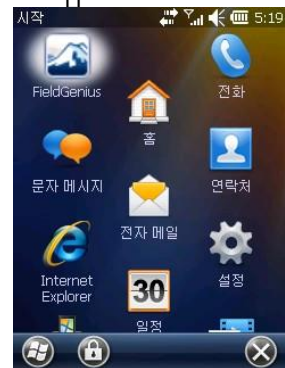 시작 5:19
FieldGenius
홈
전화
문자 메시지
전자 메일
연락처
Internet
Explorer
30
일정
설정